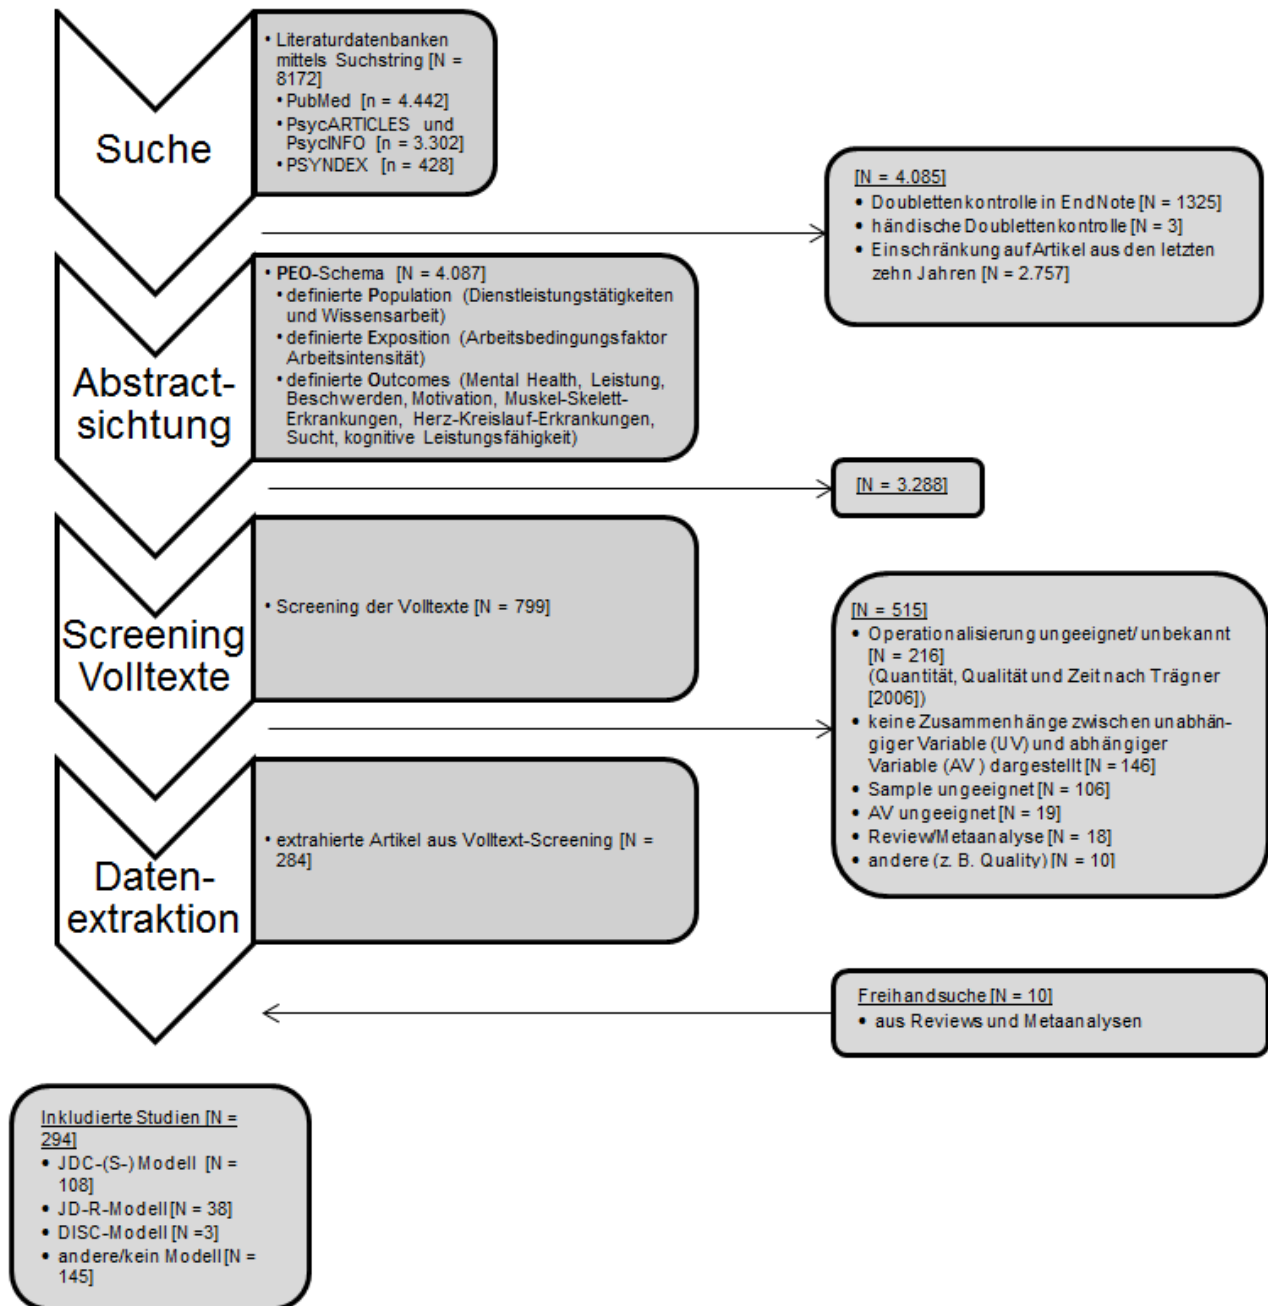 Suche
• Literaturdatenbanken
mittels Suchstring [N =
8172]
• PubMed [n = 4.442]
• PsycARTICLES und
PsycINFO [n = 3.302]
• PSYNDEX [n = 428]
[N = 4.085]
• Doublettenkontrolle in EndNote [N = 1325]
• händische Doublettenkontrolle [N = 3]
• Einschränkung auf Artikel aus den letzten
zehn Jahren [N = 2.757]
Abstract-
sichtung
• PEO-Schema [N = 4.087]
• definierte Population (Dienstleistungstätigkeiten
und Wissensarbeit)
• definierte Exposition (Arbeitsbedingungsfaktor
Arbeitsintensität)
• definierte Outcomes (Mental Health, Leistung,
Beschwerden, Motivation, Muskel-Skelett-
Erkrankungen, Herz-Kreislauf-Erkrankungen,
Sucht, kognitive Leistungsfähigkeit)
[N = 3.288]
Screening
Volltexte
• Screening der Volltexte [N = 799]
[N = 515]
• Operationalisierung ungeeignet/ unbekannt
[N = 216]
(Quantität, Qualität und Zeit nach Trägner
[2006])
• keine Zusammenhänge zwischen unabhän-
giger Variable (UV) und abhängiger
Variable (AV ) dargestellt [N = 146]
• Sample ungeeignet [N = 106]
• AV ungeeignet [N = 19]
• Review/Metaanalyse [N = 18]
• andere (z. B. Quality) [N = 10]
Daten-
extraktion
• extrahierte Artikel aus Volltext-Screening [N =
284]
Freihandsuche [N = 10]
• aus Reviews und Metaanalysen
Inkludierte Studien [N =
294]
• JDC-(S-) Modell [N =
108]
• JD-R-Modell [N = 38]
• DISC-Modell [N =3]
• andere/kein Modell [N =
145]